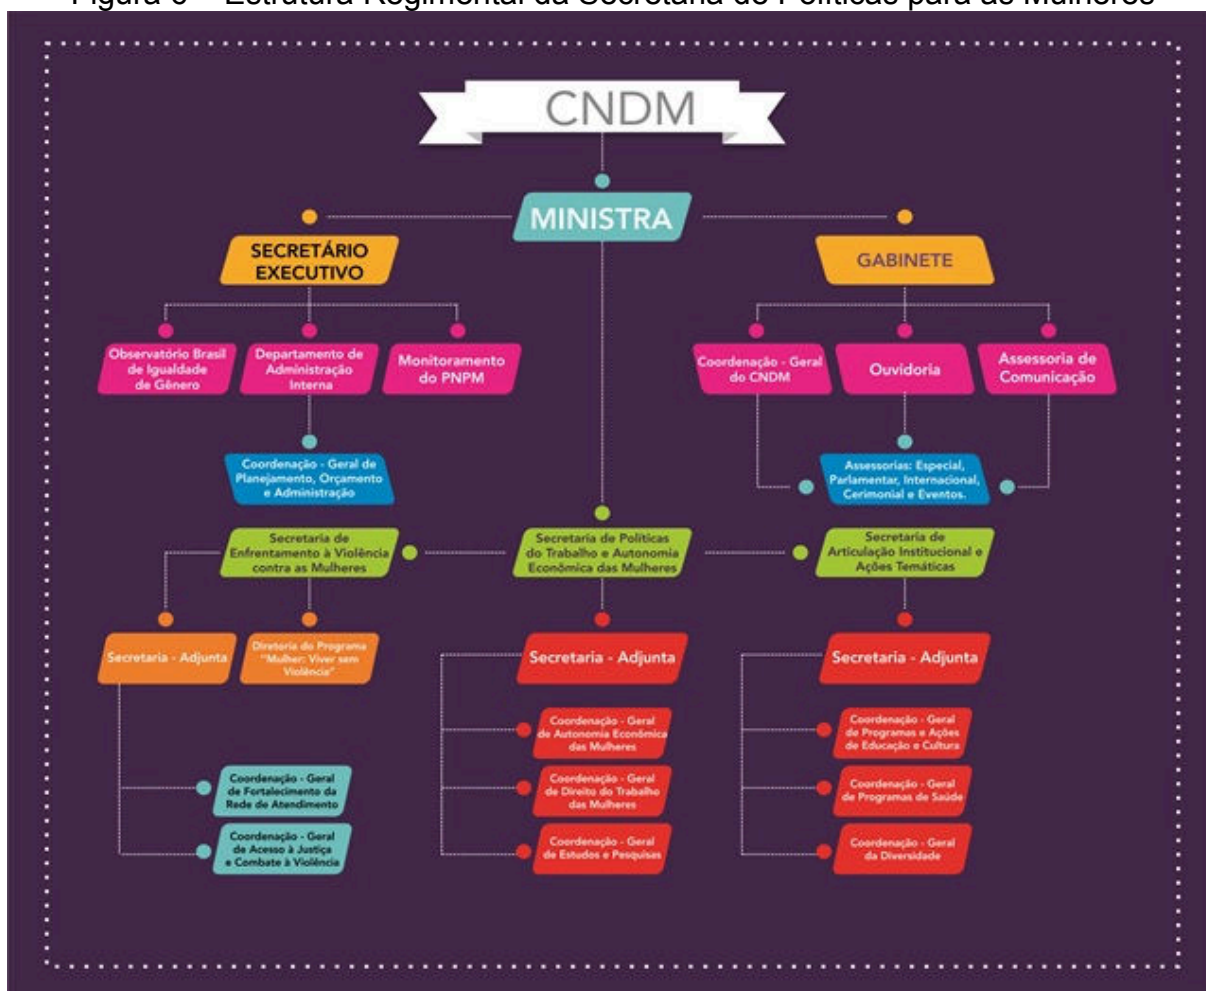 Estrutura Regimental da Secretaria de Políticas para as Mulheres
CNDM
MINISTRA
SECRETÁRIO
EXECUTIVO
GABINETE
Observatório Brasil
de Igualdade
de Gênero
Departamento de
Administração
Interna
Monitoramento
do PNPM
Coordenação - Geral
do CNDM
Ouvidoria
Assessoria de
Comunicação
Coordenação - Geral de
Planejamento, Orçamento
e Administração
Assessorias: Especial,
Parlamentar, Internacional,
Cerimonial e Eventos.
Secretaria de
Enfrentamento à Violência
contra as Mulheres
Secretaria de Políticas
do Trabalho e Autonomia
Econômica das Mulheres
Secretaria de
Articulação Institucional e
Ações Temáticas
Secretaria - Adjunta
Diretoria do Programa
"Mulher: Viver sem
Violência"
Secretaria - Adjunta
Secretaria - Adjunta
Coordenação - Geral
de Fortalecimento da
Rede de Atendimento
Coordenação - Geral
de Acesso à Justiça
e Combate à Violência
Coordenação - Geral
de Autonomia Econômica
das Mulheres
Coordenação - Geral
de Direito do Trabalho
das Mulheres
Coordenação - Geral
de Estudos e Pesquisas
Coordenação - Geral
de Programas e Ações
de Educação e Cultura
Coordenação - Geral
de Programas de Saúde
Coordenação - Geral
da Diversidade